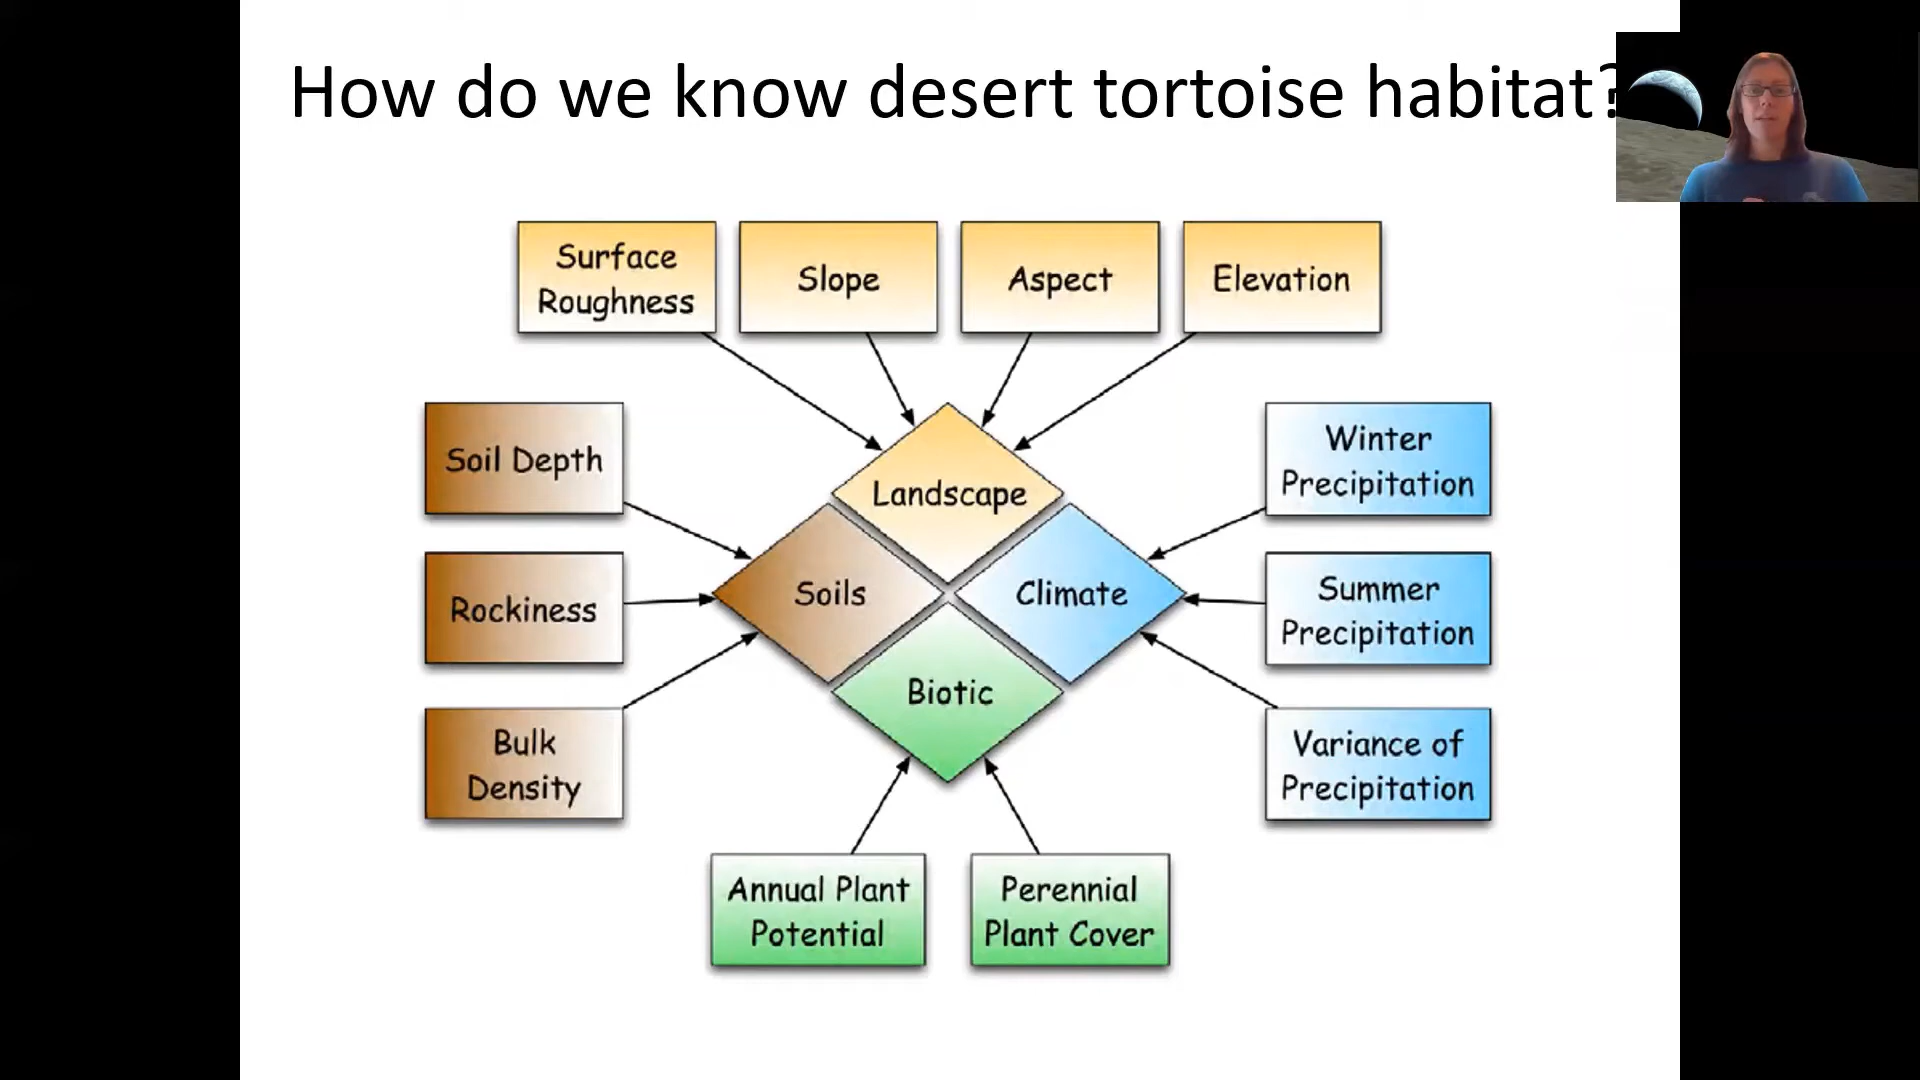 How do we know desert tortoise habitat?
Surface
Roughness
Slope
Aspect
Elevation
Soil Depth
Rockiness
Bulk
Density
Landscape
Soils
Climate
Biotic
Winter
Precipitation
Summer
Precipitation
Variance of
Precipitation
Annual Plant
Potential
Perennial
Plant Cover